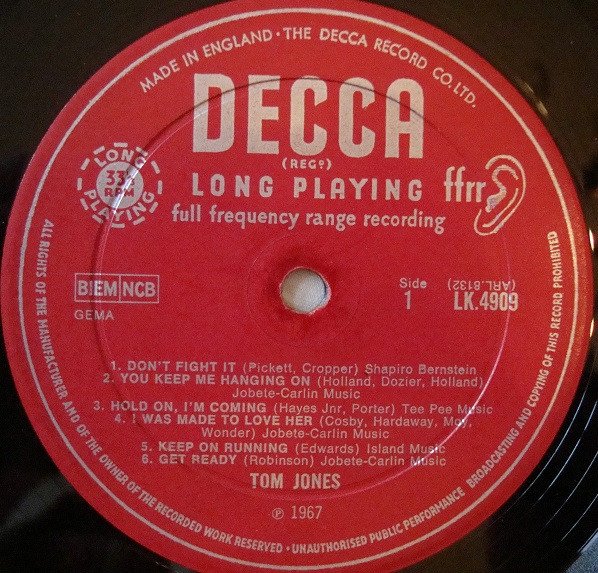 MADE IN ENGLAND · THE DECCA RECORD CO. LTD.
DECCA
(REGD)
LONG PLAYING
33⅓
RPM
LONG PLAYING
ffrr
full frequency range recording
BIEM NCB
GEMA
Side
1
(ARL.8132)
LK.4909
1. DON'T FIGHT IT (Pickett, Cropper) Shapiro Bernstein
2. YOU KEEP ME HANGING ON (Holland, Dozier, Holland)
Jobete-Carlin Music
3. HOLD ON, I'M COMING (Hayes Jnr, Porter) Tee Pee Music
4. I WAS MADE TO LOVE HER (Cosby, Hardaway, Moy,
Wonder) Jobete-Carlin Music
5. KEEP ON RUNNING (Edwards) Island Music
6. GET READY (Robinson) Jobete-Carlin Music
TOM JONES
℗ 1967
ALL RIGHTS OF THE MANUFACTURER AND OF THE OWNER OF THE RECORDED WORK RESERVED · UNAUTHORISED PUBLIC PERFORMANCE BROADCASTING AND COPYING OF THIS RECORD PROHIBITED